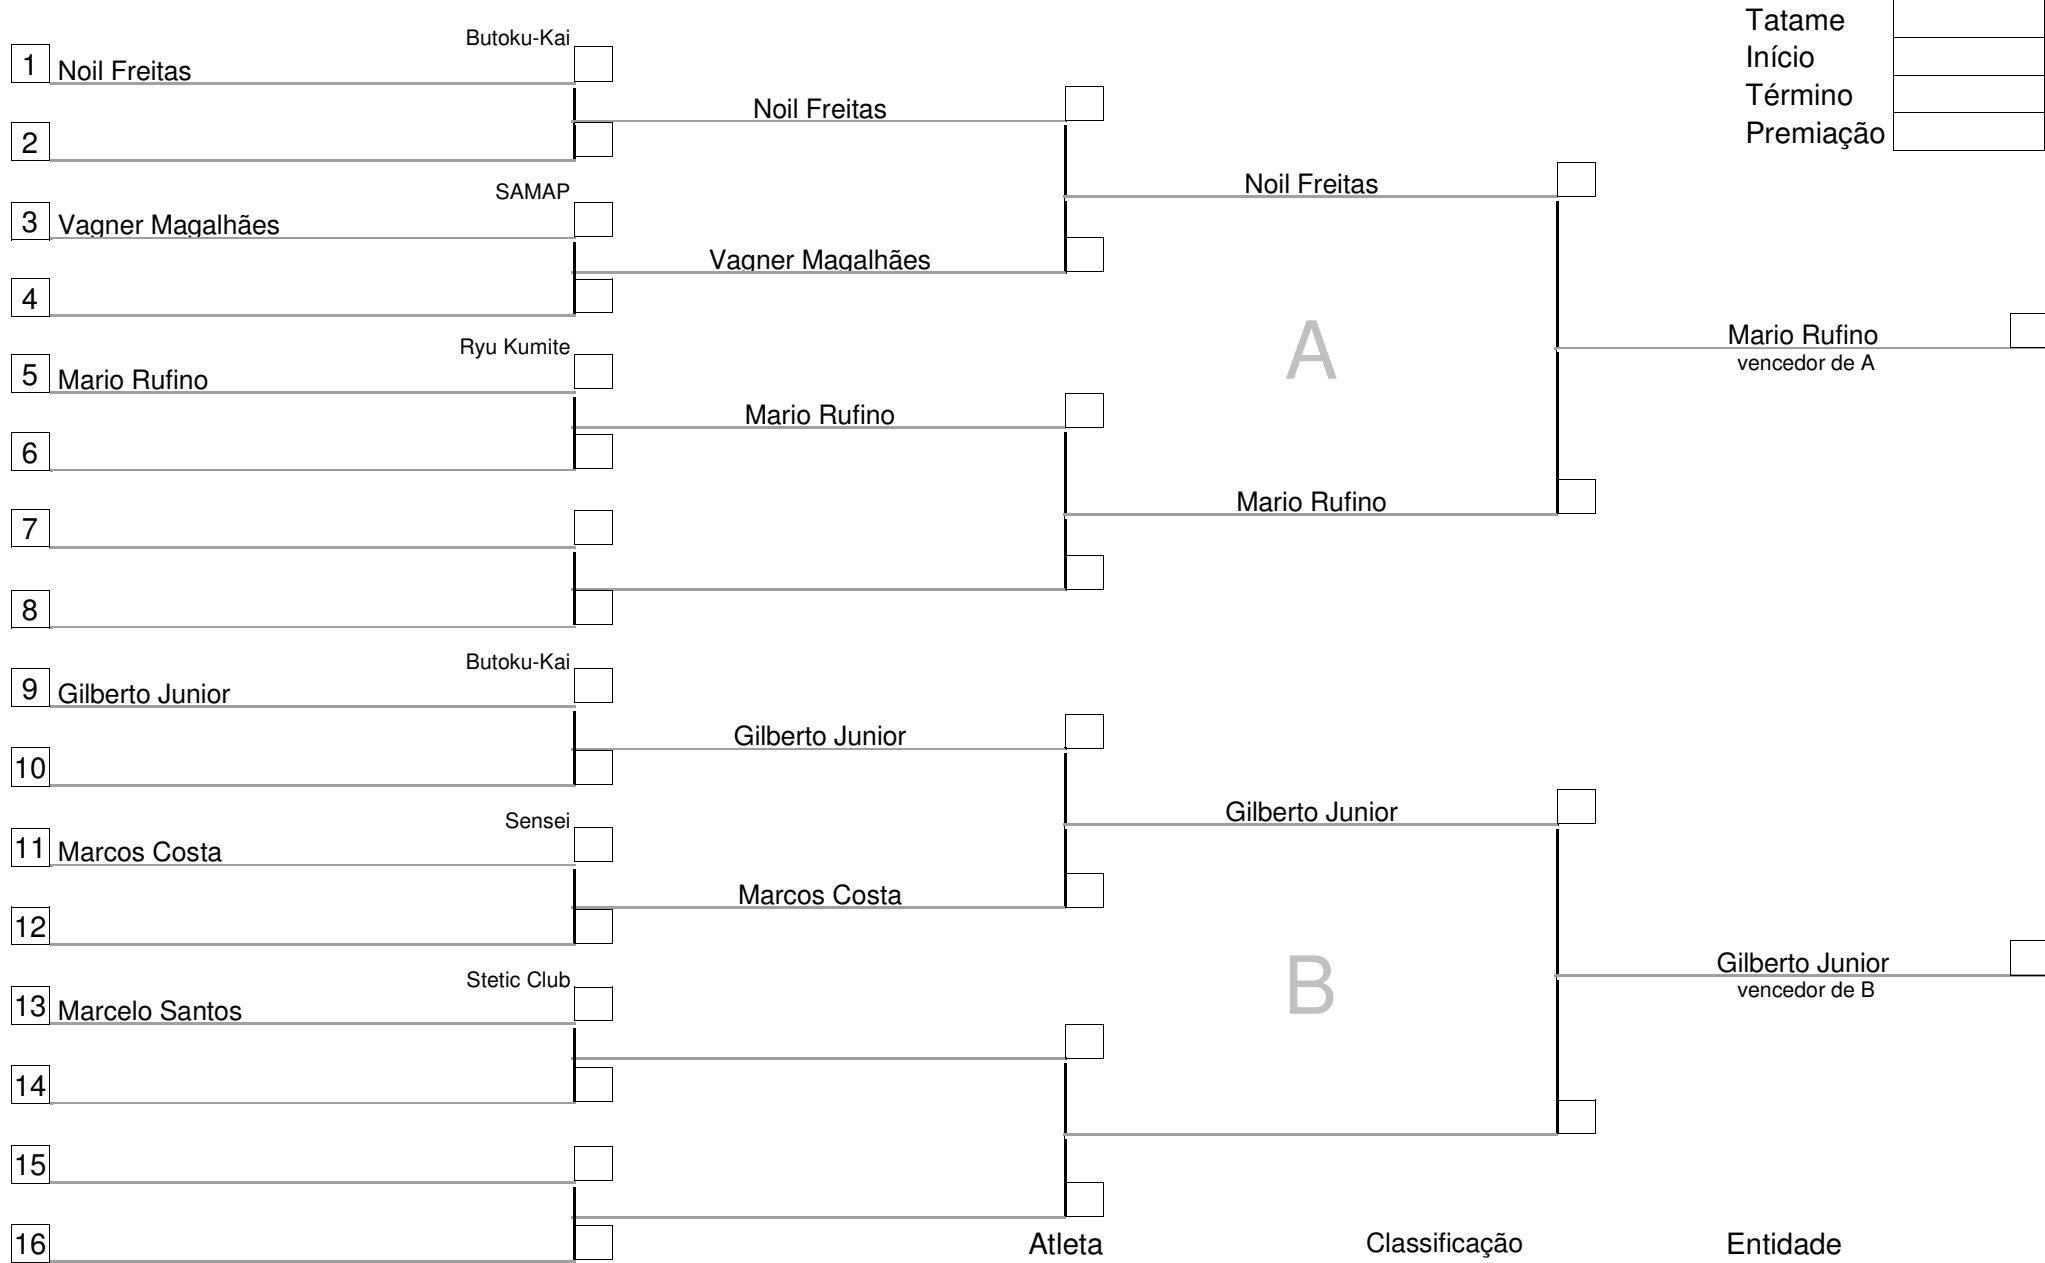 Tatame
Butoku-Kai
Início
1 Noil Freitas
Término
Noil Freitas
Premiação
2
Noil Freitas
SAMAP
3 Vagner Magalhães
Vagner Magalhães
4
A
Mario Rufino
Ryu Kumite
vencedor de A
5 Mario Rufino
Mario Rufino
6
Mario Rufino
7
8
Butoku-Kai
9 Gilberto Junior
Gilberto Junior
10
Gilberto Junior
Sensei
11 Marcos Costa
Marcos Costa
12
Gilberto Junior
Stetic Club
B
vencedor de B
13 Marcelo Santos
14
15
16
Atleta Classificação Entidade